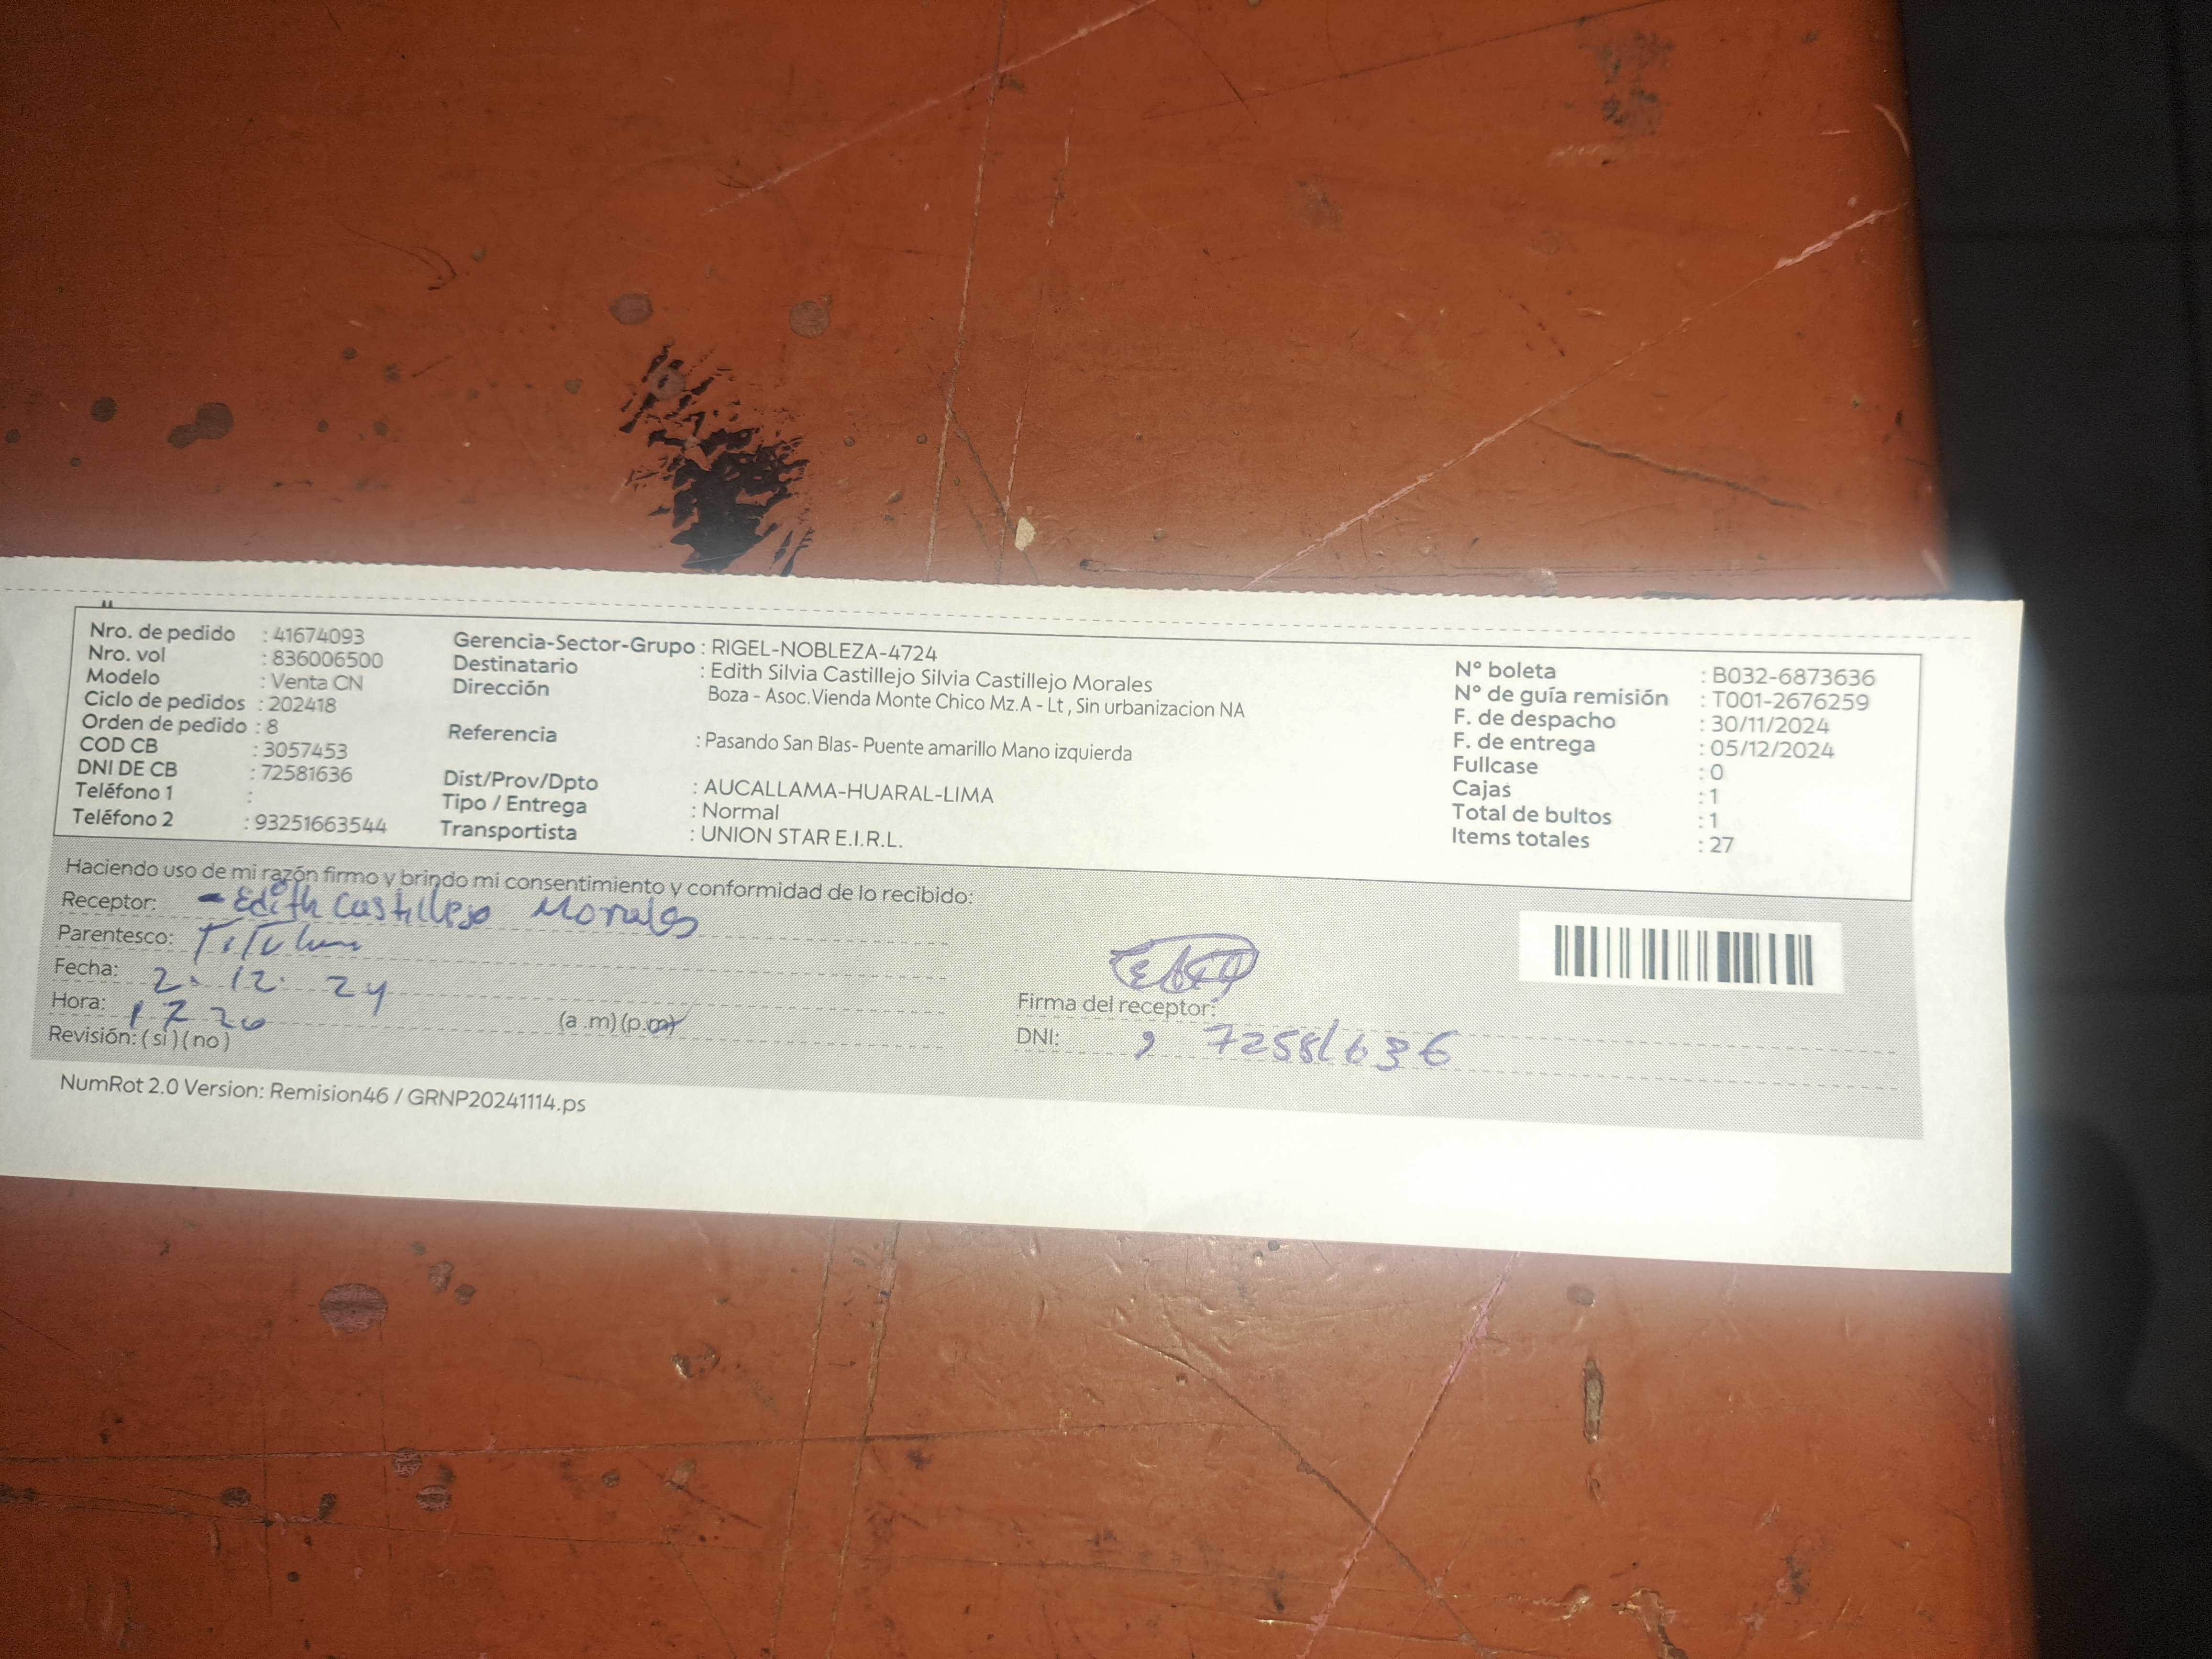 Nro. de pedido : 41674093
Nro. vol : 836006500
Modelo : Venta CN
Ciclo de pedidos : 202418
Orden de pedido : 8
COD CB : 3057453
DNI DE CB : 72581636
Teléfono 1 :
Teléfono 2 : 93251663544
Gerencia-Sector-Grupo : RIGEL-NOBLEZA-4724
Destinatario : Edith Silvia Castillejo Silvia Castillejo Morales
Dirección Boza - Asoc.Vienda Monte Chico Mz.A - Lt , Sin urbanizacion NA
Referencia : Pasando San Blas- Puente amarillo Mano izquierda
Dist/Prov/Dpto : AUCALLAMA-HUARAL-LIMA
Tipo / Entrega : Normal
Transportista : UNION STAR E.I.R.L.
N° boleta : B032-6873636
N° de guía remisión : T001-2676259
F. de despacho : 30/11/2024
F. de entrega : 05/12/2024
Fullcase : 0
Cajas : 1
Total de bultos : 1
Items totales : 27
Haciendo uso de mi razón firmo y brindo mi consentimiento y conformidad de lo recibido:
Receptor: - Edith Castillejo Morales
Parentesco: Titular
Fecha: 2. 12. 24
Hora: 1720 (a .m) (p.m)
Revisión: ( si ) ( no )
Firma del receptor:
DNI: 72581636
NumRot 2.0 Version: Remision46 / GRNP20241114.ps